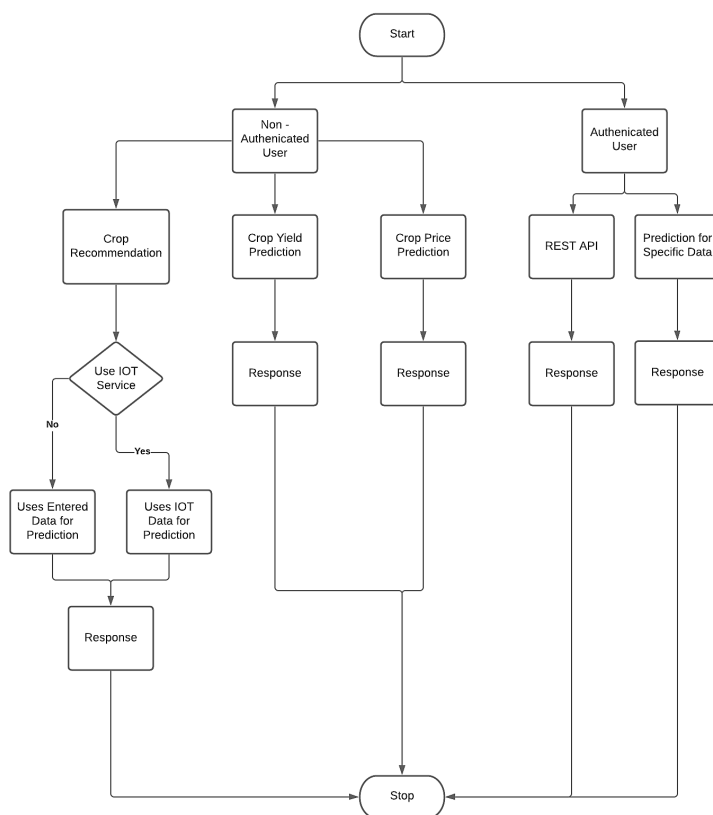 Start
Non -
Authenicated
User
Authenicated
User
Crop
Recommendation
Crop Yield
Prediction
Crop Price
Prediction
REST API
Prediction for
Specific Data
Use IOT
Service
Response
Response
Response
Response
No
Yes
Uses Entered
Data for
Prediction
Uses IOT
Data for
Prediction
Response
Stop